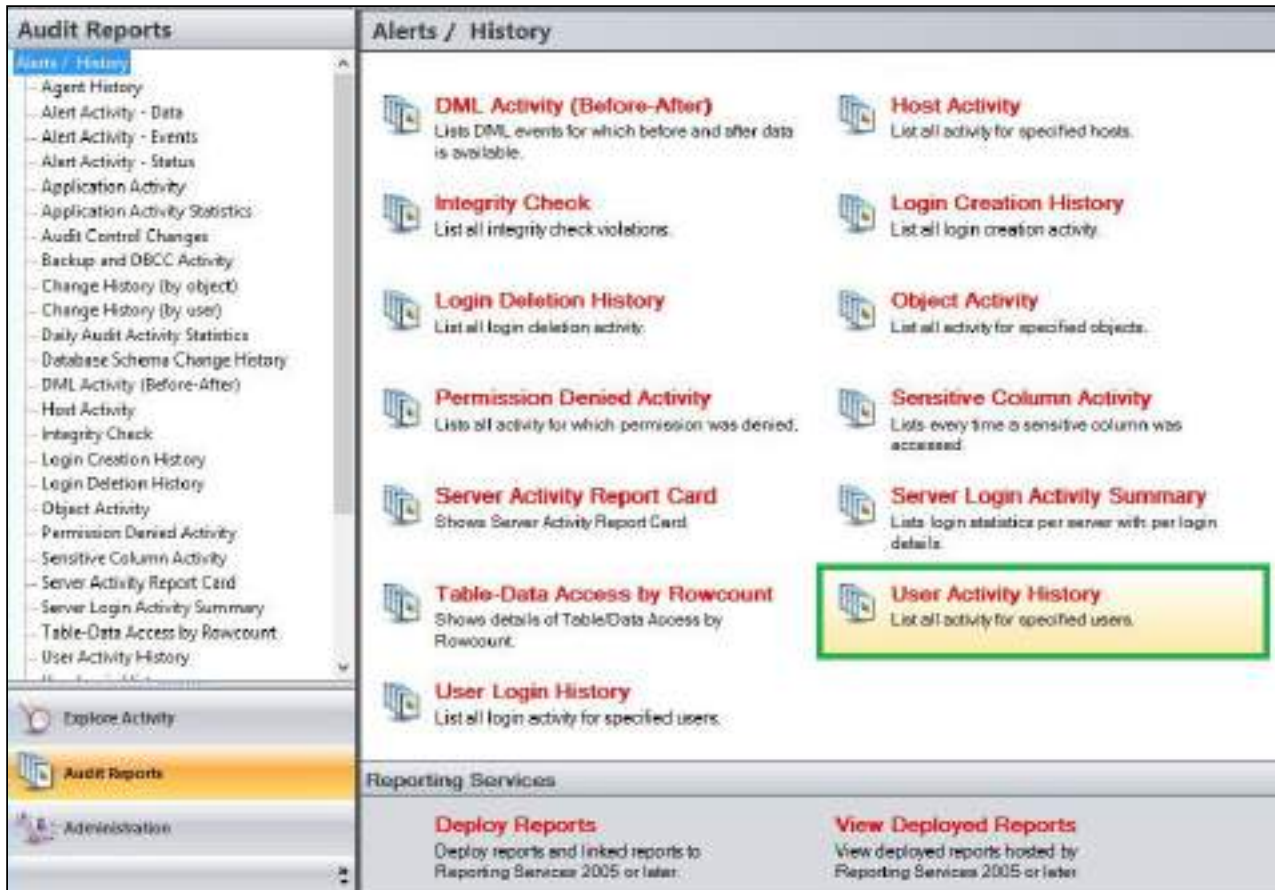 Audit Reports
Alerts / History
Agent History
Alert Activity - Data
Alert Activity - Events
Alert Activity - Status
Application Activity
Application Activity Statistics
Audit Control Changes
Backup and DBCC Activity
Change History (by object)
Change History (by user)
Daily Audit Activity Statistics
Database Schema Change History
DML Activity (Before-After)
Host Activity
Integrity Check
Login Creation History
Login Deletion History
Object Activity
Permission Denied Activity
Sensitive Column Activity
Server Activity Report Card
Server Login Activity Summary
Table-Data Access by Rowcount
User Activity History
Explore Activity
Audit Reports
Administration
Alerts / History
DML Activity (Before-After)
Lists DML events for which before and after data
is available.
Host Activity
List all activity for specified hosts.
Integrity Check
List all integrity check violations.
Login Creation History
List all login creation activity.
Login Deletion History
List all login deletion activity.
Object Activity
List all activity for specified objects.
Permission Denied Activity
Lists all activity for which permission was denied.
Sensitive Column Activity
Lists every time a sensitive column was
accessed.
Server Activity Report Card
Shows Server Activity Report Card.
Server Login Activity Summary
Lists login statistics per server with per login
details.
Table-Data Access by Rowcount
Shows details of Table/Data Access by
Rowcount.
User Activity History
List all activity for specified users.
User Login History
List all login activity for specified users.
Reporting Services
Deploy Reports
Deploy reports and linked reports to
Reporting Services 2005 or later.
View Deployed Reports
View deployed reports hosted by
Reporting Services 2005 or later